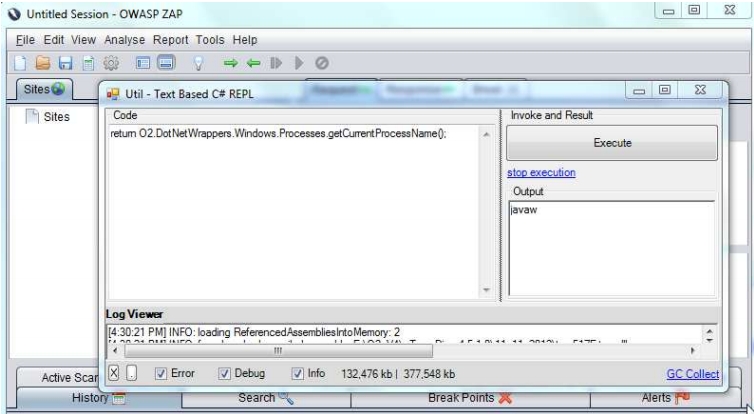 Untitled Session - OWASP ZAP
File Edit View Analyse Report Tools Help
Sites
Sites
Util - Text Based C# REPL
Code
return O2.DotNetWrappers.Windows.Processes.getCurrentProcessName();
Invoke and Result
Execute
stop execution
Output
javaw
Log Viewer
[4:30:21 PM] INFO: loading ReferencedAssembliesIntoMemory: 2
X . Error Debug Info 132,476 kb | 377,548 kb GC Collect
Active Scan
History Search Break Points Alerts